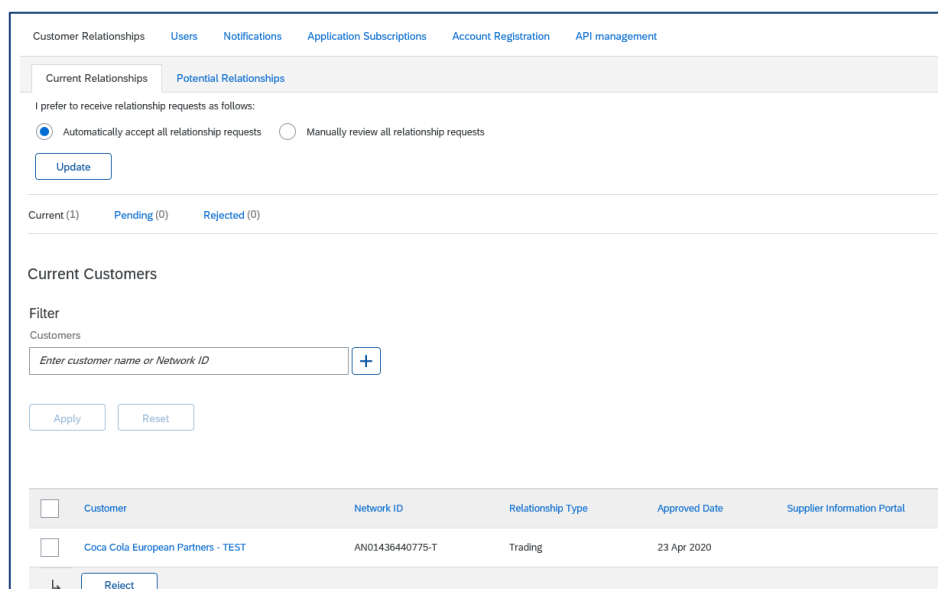 Customer Relationships Users Notifications Application Subscriptions Account Registration API management
Current Relationships Potential Relationships
I prefer to receive relationship requests as follows:
Automatically accept all relationship requests Manually review all relationship requests
Update
Current (1) Pending (0) Rejected (0)
Current Customers
Filter
Customers
Enter customer name or Network ID +
Apply Reset
Customer Network ID Relationship Type Approved Date Supplier Information Portal
Coca Cola European Partners - TEST AN01436440775-T Trading 23 Apr 2020
Reject